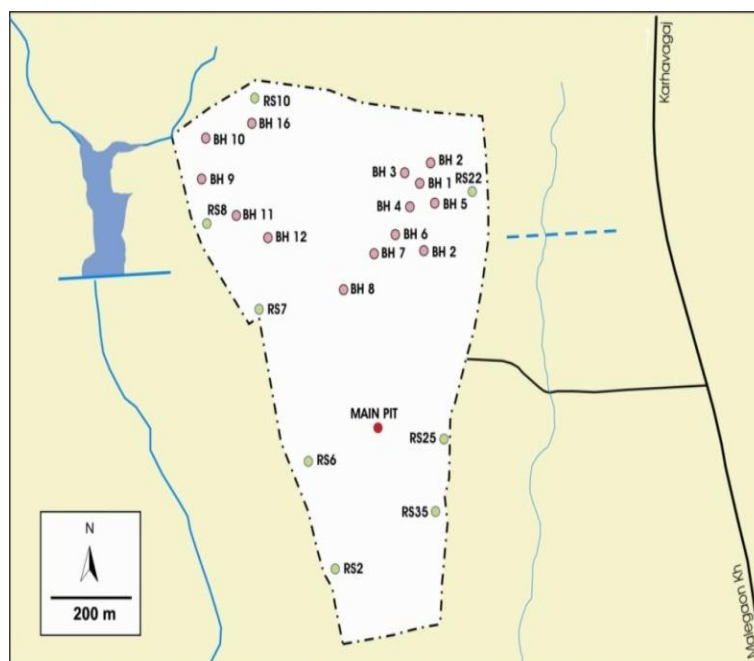 Karhavagaj
RS10
BH 16
BH 10
BH 2
BH 3
BH 1
RS22
BH 9
BH 5
BH 4
BH 11
RS8
BH 6
BH 12
BH 7
BH 2
BH 8
RS7
MAIN PIT
RS25
RS6
RS35
N
200 m
RS2
Malegaon Kh